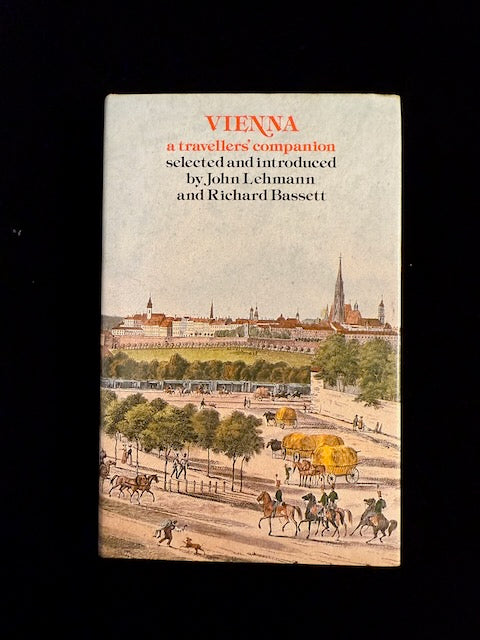 VIENNA
a travellers' companion
selected and introduced
by John Lehmann
and Richard Bassett